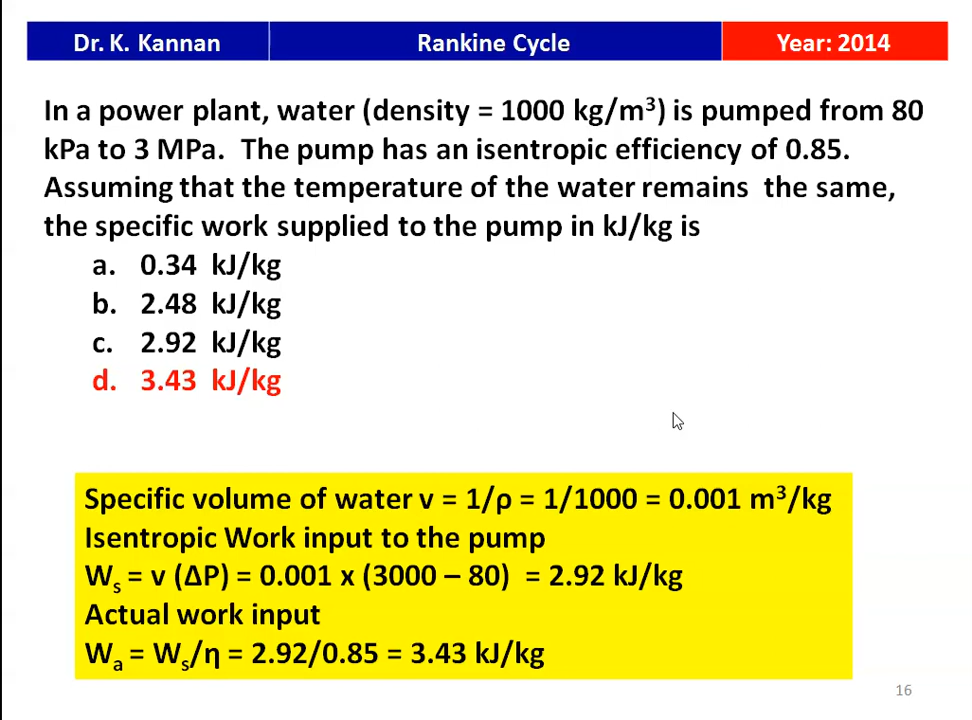 Dr. K. Kannan Rankine Cycle Year: 2014
In a power plant, water (density = 1000 kg/m³) is pumped from 80
kPa to 3 MPa. The pump has an isentropic efficiency of 0.85.
Assuming that the temperature of the water remains the same,
the specific work supplied to the pump in kJ/kg is
a. 0.34 kJ/kg
b. 2.48 kJ/kg
c. 2.92 kJ/kg
d. 3.43 kJ/kg
Specific volume of water v = 1/ρ = 1/1000 = 0.001 m³/kg
Isentropic Work input to the pump
Wₛ = v (ΔP) = 0.001 x (3000 – 80) = 2.92 kJ/kg
Actual work input
Wₐ = Wₛ/η = 2.92/0.85 = 3.43 kJ/kg
16